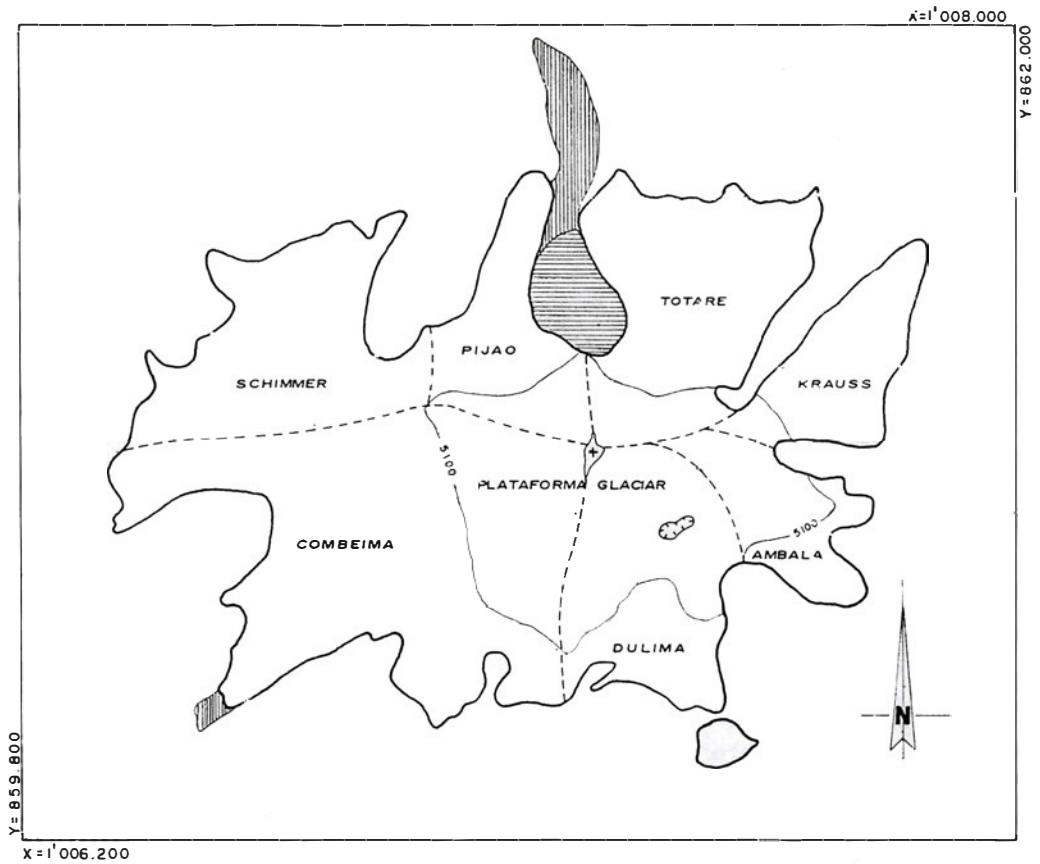 X=1'008.000
Y=862.000
TOTARE
PIJAO
SCHIMMER
KRAUSS
5100
PLATAFORMA GLACIAR
5100
COMBEIMA
AMBALA
DULIMA
N
Y=859.800
X=1'006.200